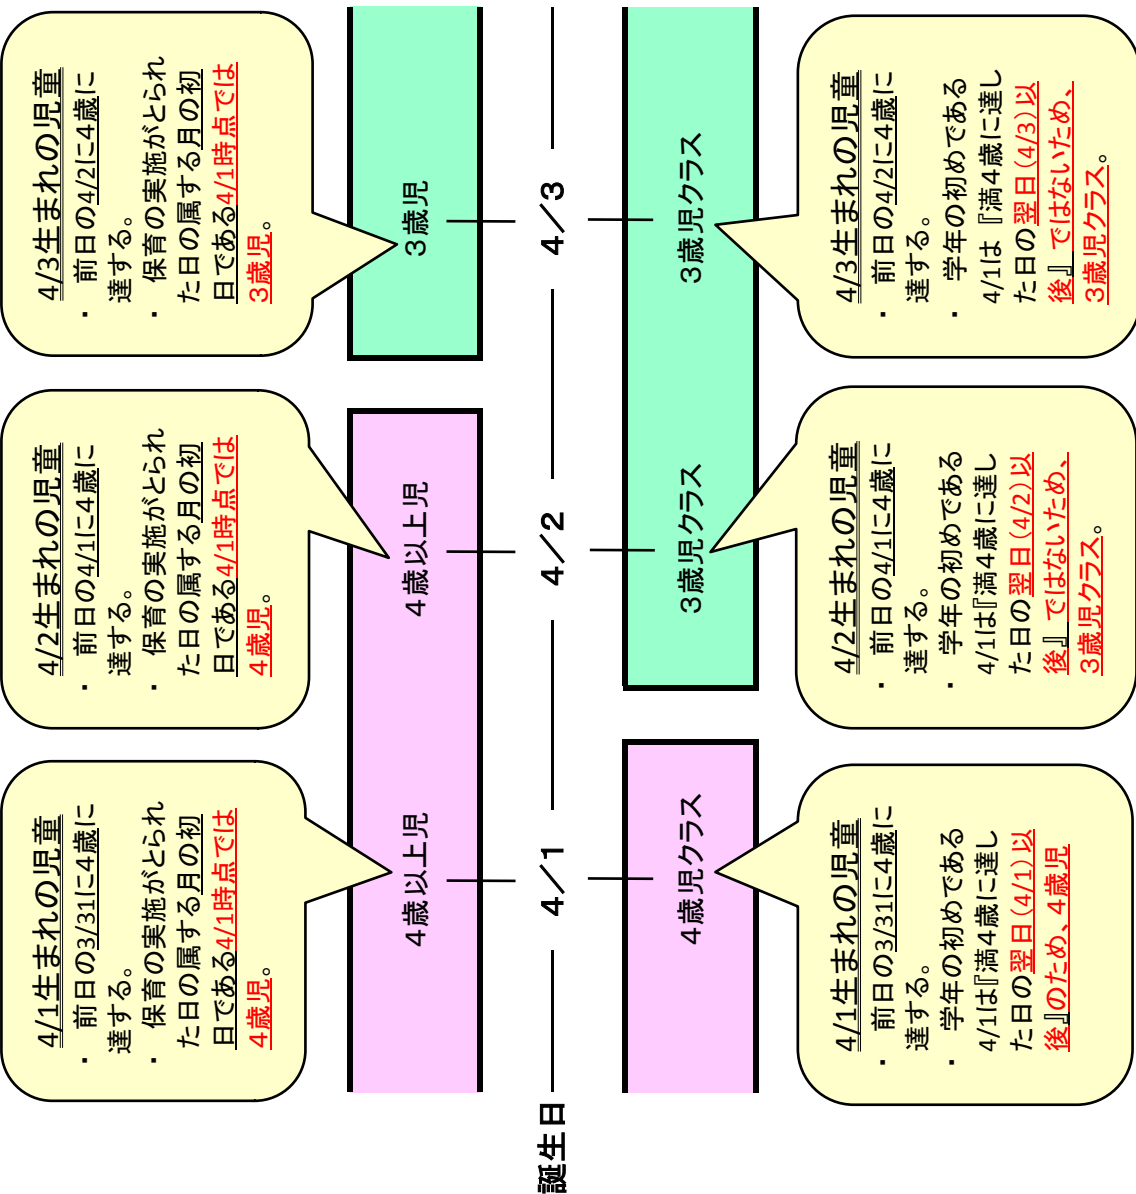 4/1生まれの児童
・ 前日の3/31に4歳に
達する。
・ 保育の実施がとられ
た日の属する月の初
日である4/1時点では
4歳児。
4/2生まれの児童
・ 前日の4/1に4歳に
達する。
・ 保育の実施がとられ
た日の属する月の初
日である4/1時点では
4歳児。
4/3生まれの児童
・ 前日の4/2に4歳に
達する。
・ 保育の実施がとられ
た日の属する月の初
日である4/1時点では
3歳児。
4歳以上児
4歳以上児
3歳児
誕生日
4/1
4/2
4/3
4歳児クラス
3歳児クラス
3歳児クラス
4/1生まれの児童
・ 前日の3/31に4歳に
達する。
・ 学年の初めである
4/1は『満4歳に達し
た日の翌日(4/1)以
後』のため、4歳児
4/2生まれの児童
・ 前日の4/1に4歳に
達する。
・ 学年の初めである
4/1は『満4歳に達し
た日の翌日(4/2)以
後』ではないため、
3歳児クラス。
4/3生まれの児童
・ 前日の4/2に4歳に
達する。
・ 学年の初めである
4/1は『満4歳に達し
た日の翌日(4/3)以
後』ではないため、
3歳児クラス。